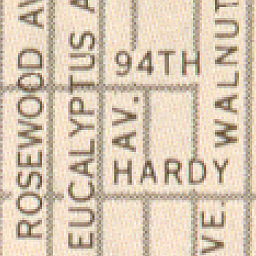 ROSEWOOD AV
EUCALYPTUS A
94TH
AV.
HARDY
WALNUT
VE.